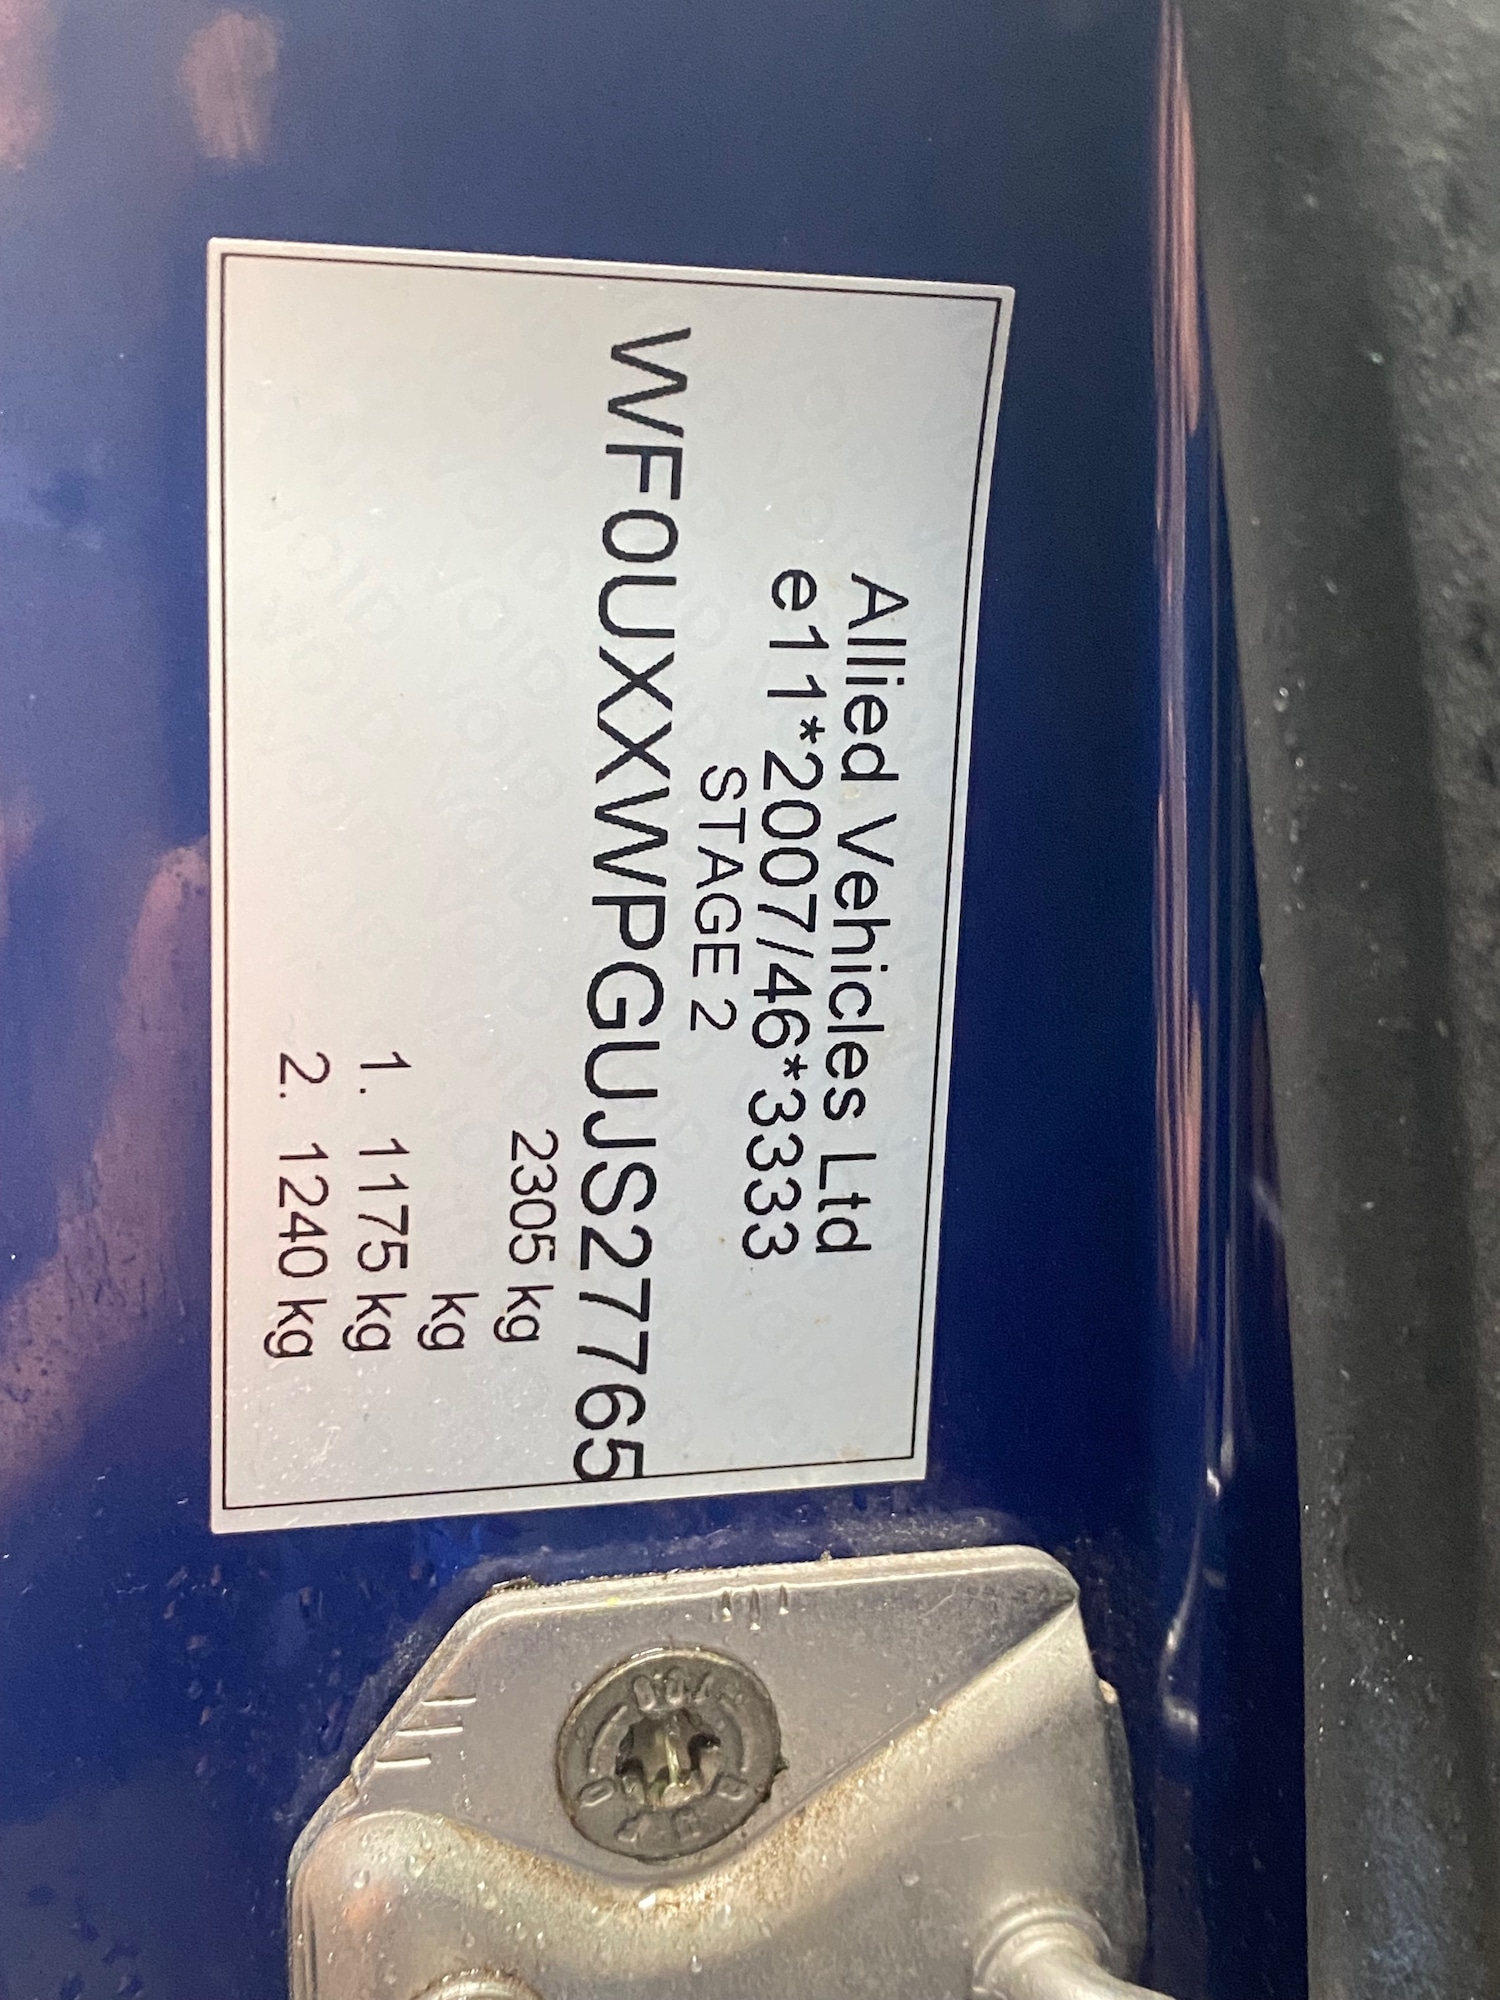 Allied Vehicles Ltd
e11*2007/46*3333
STAGE 2
WF0UXXWPGUJS27765
2305 kg
kg
1. 1175 kg
2. 1240 kg